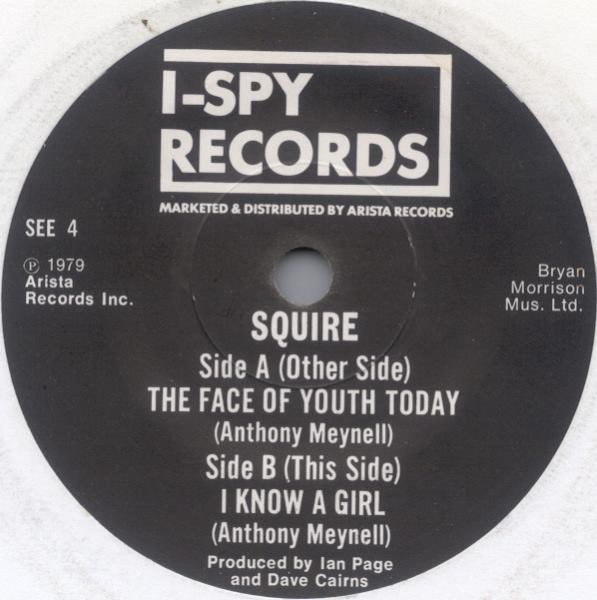 I-SPY
RECORDS
MARKETED & DISTRIBUTED BY ARISTA RECORDS
SEE 4
Ⓟ 1979
Arista
Records Inc.
Bryan
Morrison
Mus. Ltd.
SQUIRE
Side A (Other Side)
THE FACE OF YOUTH TODAY
(Anthony Meynell)
Side B (This Side)
I KNOW A GIRL
(Anthony Meynell)
Produced by Ian Page
and Dave Cairns